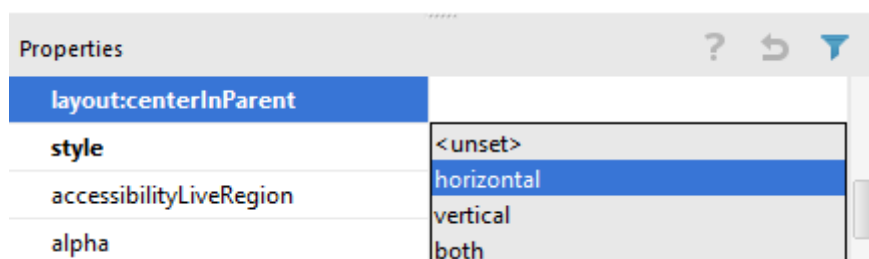 Properties
layout:centerInParent
style
<unset>
accessibilityLiveRegion
horizontal
vertical
alpha
both